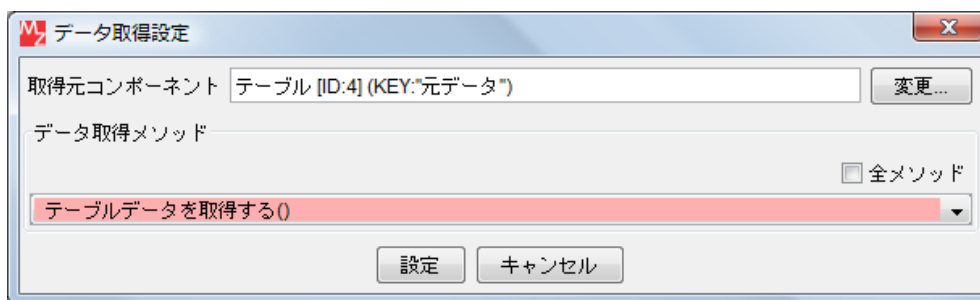 データ取得設定
取得元コンポーネント テーブル [ID:4] (KEY:"元データ") 変更...
データ取得メソッド
全メソッド
テーブルデータを取得する()
設定 キャンセル